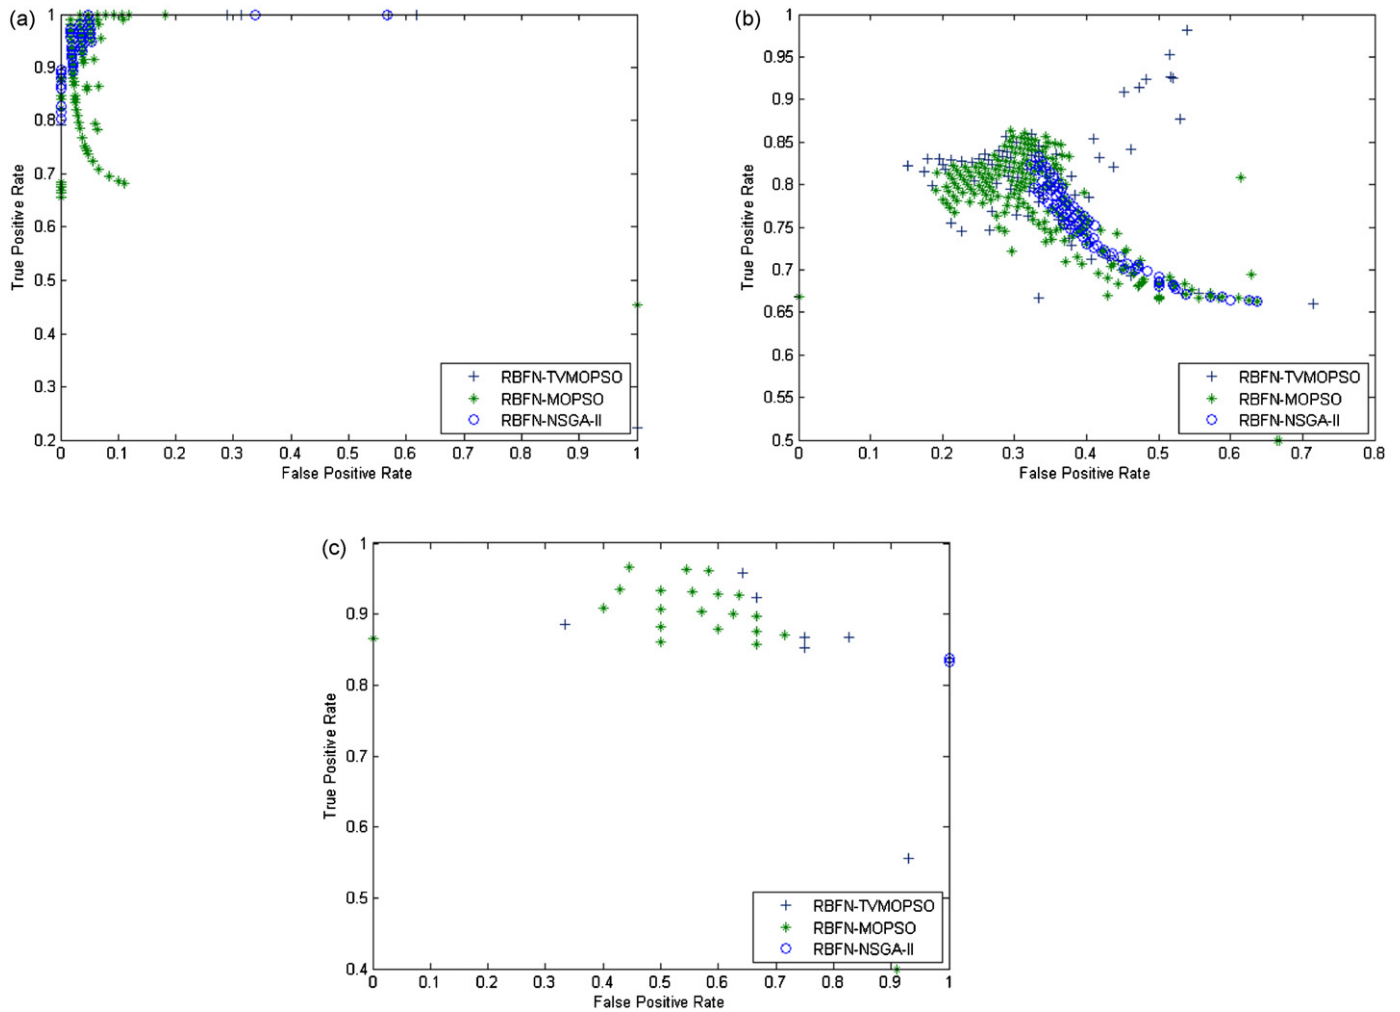 (a)
1
0.9
0.8
0.7
0.6
0.5
0.4
0.3
0.2
True Positive Rate
0 0.1 0.2 0.3 0.4 0.5 0.6 0.7 0.8 0.9 1
False Positive Rate
RBFN-TVMOPSO
RBFN-MOPSO
RBFN-NSGA-II
(b)
1
0.95
0.9
0.85
0.8
0.75
0.7
0.65
0.6
0.55
0.5
True Positive Rate
0 0.1 0.2 0.3 0.4 0.5 0.6 0.7 0.8
False Positive Rate
RBFN-TVMOPSO
RBFN-MOPSO
RBFN-NSGA-II
(c)
1
0.9
0.8
0.7
0.6
0.5
0.4
True Positive Rate
0 0.1 0.2 0.3 0.4 0.5 0.6 0.7 0.8 0.9 1
False Positive Rate
RBFN-TVMOPSO
RBFN-MOPSO
RBFN-NSGA-II